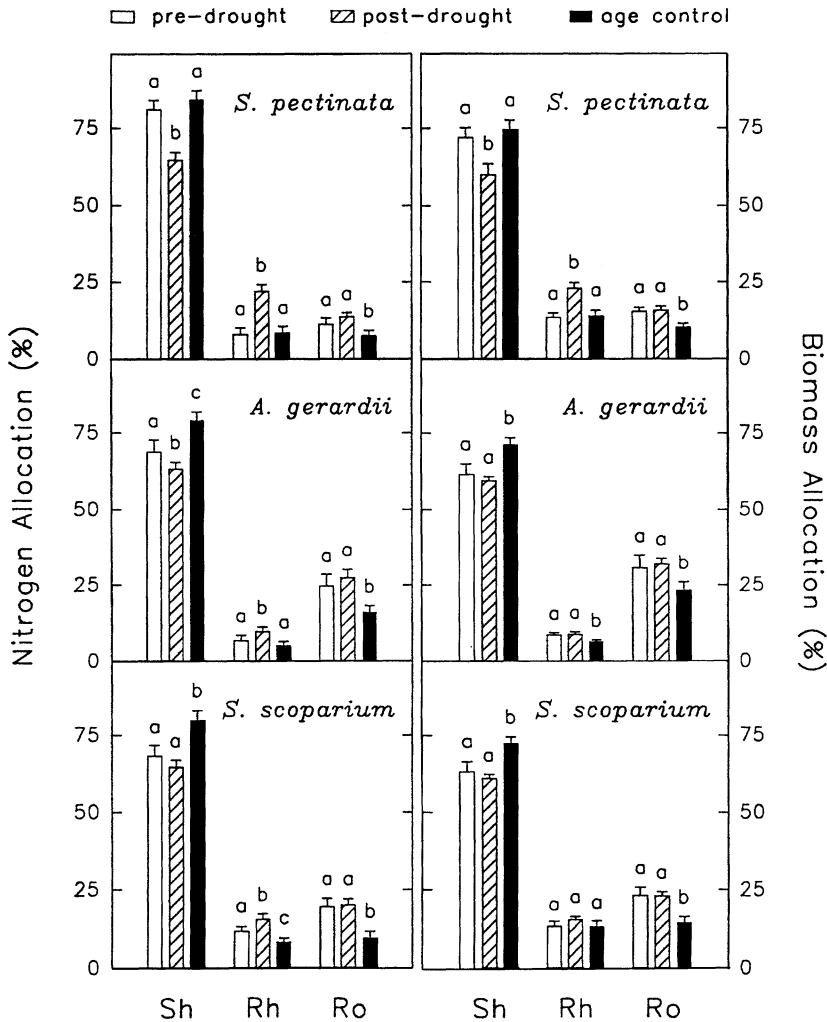 pre-drought post-drought age control
a a S. pectinata a a S. pectinata
b b
75 75
50 50
b b
25 25
a a a a b a a a a b
0 0
c A. gerardii b A. gerardii
a b a a
75 75
50 50
a a a a
25 b b 25
a b a a a b
0 0
b S. scoparium b S. scoparium
a a a a
75 75
50 50
a a a a
25 25
a b c b a a a b
0 0
Sh Rh Ro Sh Rh Ro
Nitrogen Allocation (%)
Biomass Allocation (%)